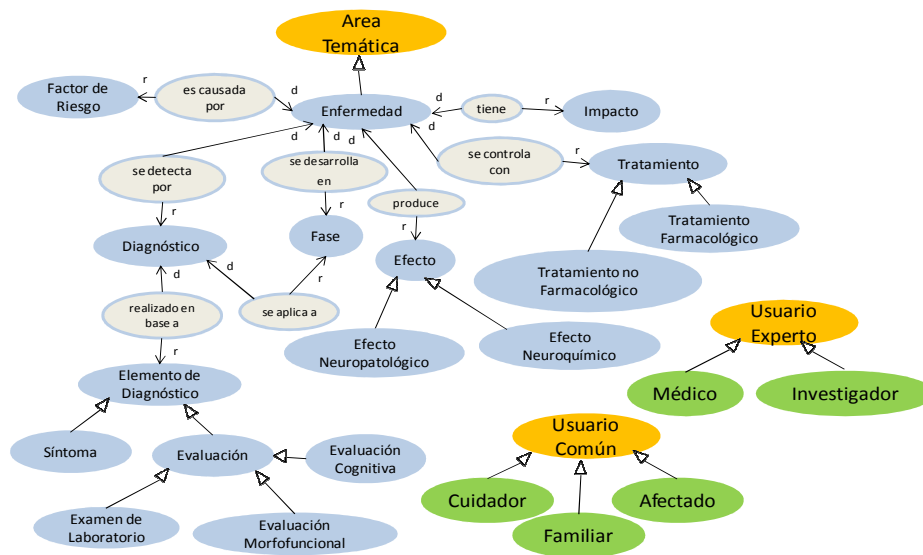 Area
Temática
Factor de
Riesgo
r
es causada
por
d
Enfermedad
d
tiene
r
Impacto
d
d
d
d
se detecta
por
r
se desarrolla
en
r
produce
r
se controla
con
r
Tratamiento
Tratamiento
Farmacológico
Tratamiento no
Farmacológico
Diagnóstico
d
d
Fase
r
se aplica a
Efecto
realizado en
base a
r
Efecto
Neuropatológico
Efecto
Neuroquímico
Usuario
Experto
Médico
Investigador
Elemento de
Diagnóstico
Síntoma
Evaluación
Evaluación
Cognitiva
Examen de
Laboratorio
Evaluación
Morfofuncional
Usuario
Común
Cuidador
Familiar
Afectado